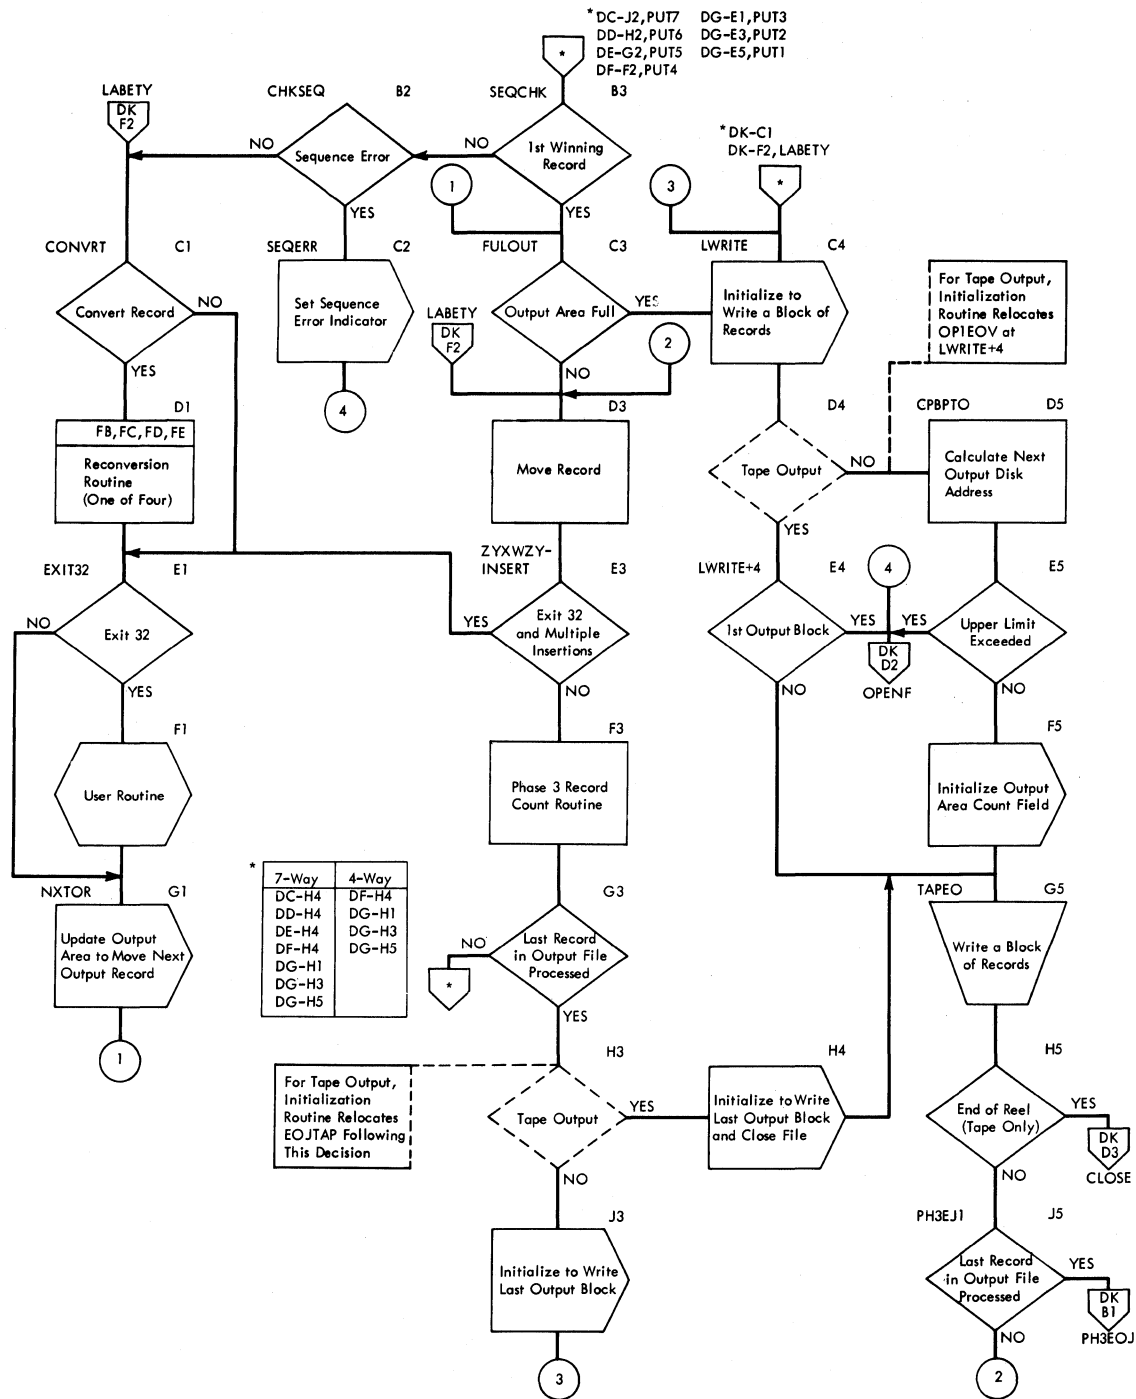 * DC-J2,PUT7 DG-E1,PUT3
DD-H2,PUT6 DG-E3,PUT2
DE-G2,PUT5 DG-E5,PUT1
DF-F2,PUT4
*
LABETY
DK
F2
CHKSEQ B2
SEQCHK B3
* DK-C1
DK-F2, LABETY
*
NO
Sequence Error
YES
NO
1st Winning
Record
YES
1
3
CONVRT C1
Convert Record
NO
YES
SEQERR C2
Set Sequence
Error Indicator
4
FULOUT C3
Output Area Full
YES
NO
LABETY
DK
F2
2
LWRITE C4
Initialize to
Write a Block of
Records
For Tape Output,
Initialization
Routine Relocates
OP1EOV at
LWRITE+4
D1
FB, FC, FD, FE
Reconversion
Routine
(One of Four)
D3
Move Record
D4
Tape Output
NO
YES
CPBPTO D5
Calculate Next
Output Disk
Address
EXIT32 E1
NO
Exit 32
YES
ZYXWZY-
INSERT E3
YES
Exit 32
and Multiple
Insertions
NO
LWRITE+4 E4
1st Output Block
YES
NO
4
DK
D2
OPENF
E5
YES
Upper Limit
Exceeded
NO
F1
User Routine
F3
Phase 3 Record
Count Routine
F5
Initialize Output
Area Count Field
NXTOR G1
Update Output
Area to Move Next
Output Record
1
*
7-Way 4-Way
DC-H4 DF-H4
DD-H4 DG-H1
DE-H4 DG-H3
DF-H4 DG-H5
DG-H1
DG-H3
DG-H5
G3
NO
Last Record
in Output File
Processed
YES
*
TAPEO G5
Write a Block
of Records
For Tape Output,
Initialization
Routine Relocates
EOJTAP Following
This Decision
H3
Tape Output
YES
NO
H4
Initialize to Write
Last Output Block
and Close File
H5
End of Reel
(Tape Only)
YES
NO
DK
D3
CLOSE
J3
Initialize to Write
Last Output Block
3
PH3EJ1 J5
Last Record
in Output File
Processed
YES
NO
DK
B1
PH3EOJ
2